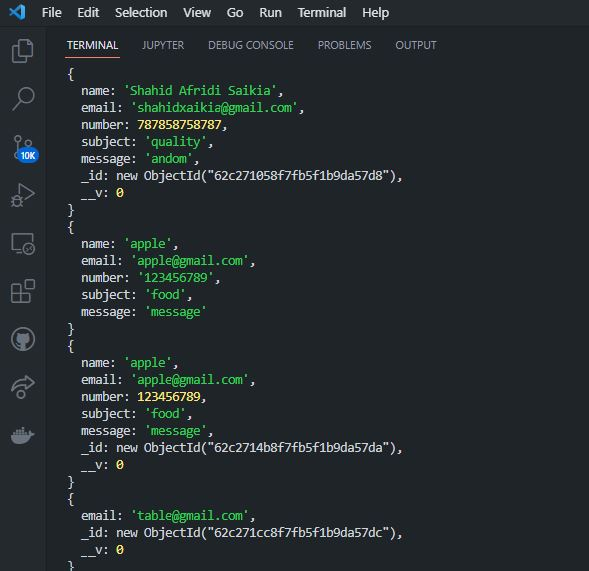 File Edit Selection View Go Run Terminal Help
TERMINAL JUPYTER DEBUG CONSOLE PROBLEMS OUTPUT
{
name: 'Shahid Afridi Saikia',
email: 'shahidxaikia@gmail.com',
number: 787858758787,
subject: 'quality',
message: 'andom',
_id: new ObjectId("62c271058f7fb5f1b9da57d8"),
__v: 0
}
{
name: 'apple',
email: 'apple@gmail.com',
number: '123456789',
subject: 'food',
message: 'message'
}
{
name: 'apple',
email: 'apple@gmail.com',
number: 123456789,
subject: 'food',
message: 'message',
_id: new ObjectId("62c2714b8f7fb5f1b9da57da"),
__v: 0
}
{
email: 'table@gmail.com',
_id: new ObjectId("62c271cc8f7fb5f1b9da57dc"),
__v: 0
}
10K